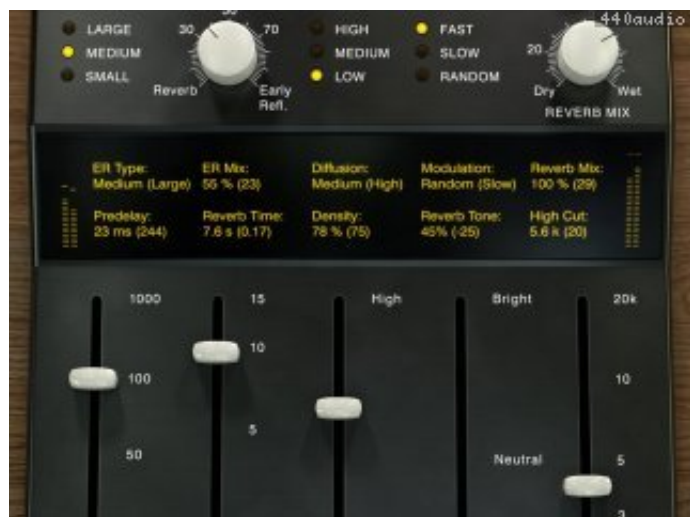 440audio
LARGE
MEDIUM
SMALL
30
50
70
Reverb
Early
Refl.
HIGH
MEDIUM
LOW
FAST
SLOW
RANDOM
20
Dry
Wet
REVERB MIX
ER Type:
Medium (Large)
ER Mix:
55 % (23)
Diffusion:
Medium (High)
Modulation:
Random (Slow)
Reverb Mix:
100 % (29)
Predelay:
23 ms (244)
Reverb Time:
7.6 s (0.17)
Density:
78 % (75)
Reverb Tone:
45% (-25)
High Cut:
5.6 k (20)
1000
15
High
Bright
20k
10
100
10
50
5
Neutral
5